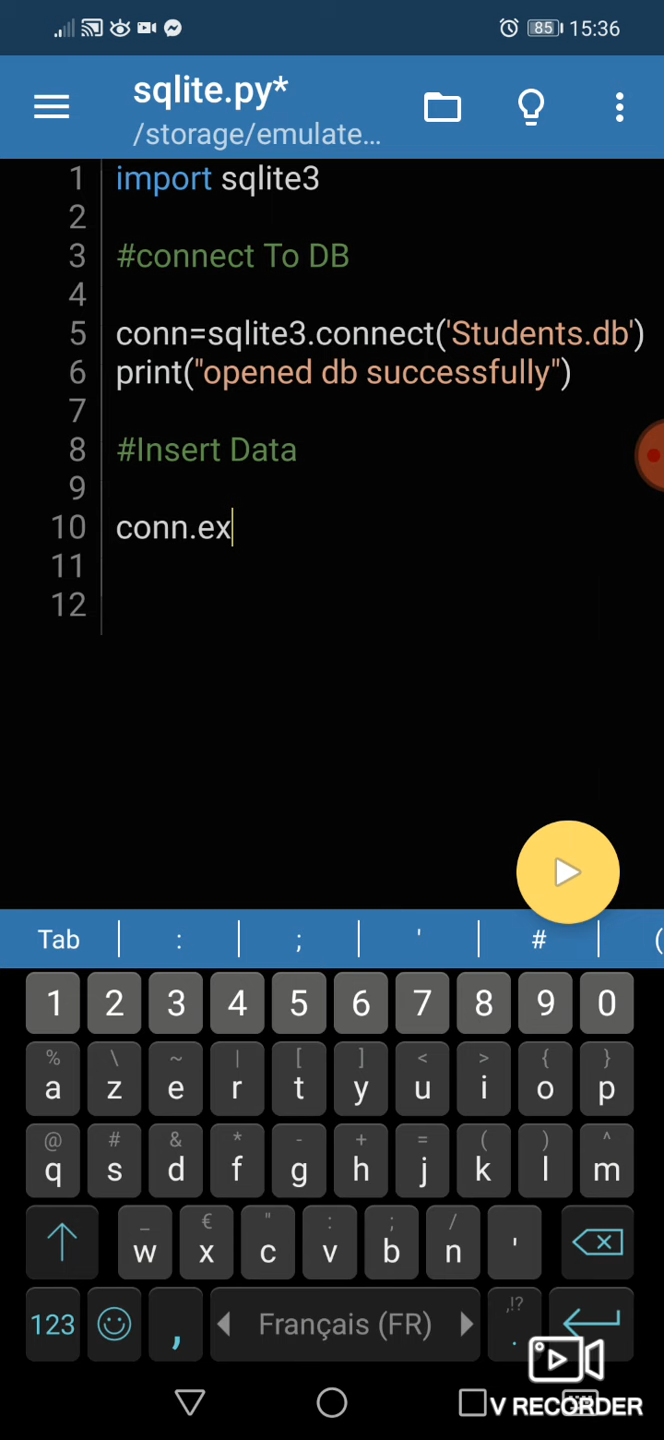 85 15:36
sqlite.py*
/storage/emulate...
1 import sqlite3
2
3 #connect To DB
4
5 conn=sqlite3.connect('Students.db')
6 print("opened db successfully")
7
8 #Insert Data
9
10 conn.ex
11
12
Tab : ; ' # (
1 2 3 4 5 6 7 8 9 0
% \ ~ | [ ] < > { }
a z e r t y u i o p
@ # & * - + = ( ) ^
q s d f g h j k l m
_ € " : ; /
w x c v b n '
,!?
123 , Français (FR) .
V RECORDER